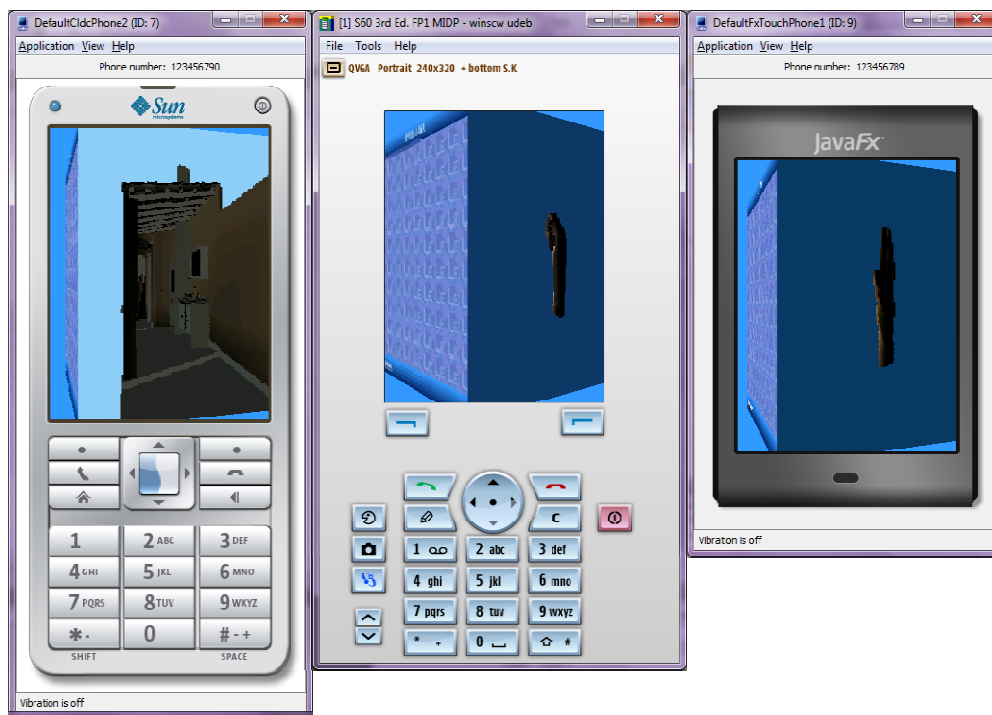 DefaultCldcPhone2 (ID: 7)
Application View Help
Phone number: 123456790
Sun
microsystems
1
2 ABC
3 DEF
4 GHI
5 JKL
6 MNO
7 PQRS
8 TUV
9 WXYZ
* .
0
# - +
SHIFT
SPACE
Vibration is off
[1] S60 3rd Ed. FP1 MIDP - winscw udeb
File Tools Help
QVGA Portrait 240x320 + bottom S.K
C
1
2 abc
3 def
4 ghi
5 jkl
6 mno
7 pqrs
8 tuv
9 wxyz
* +
0
#
DefaultFxTouchPhone1 (ID: 9)
Application View Help
Phone number: 123456789
JavaFx
Vibration is off